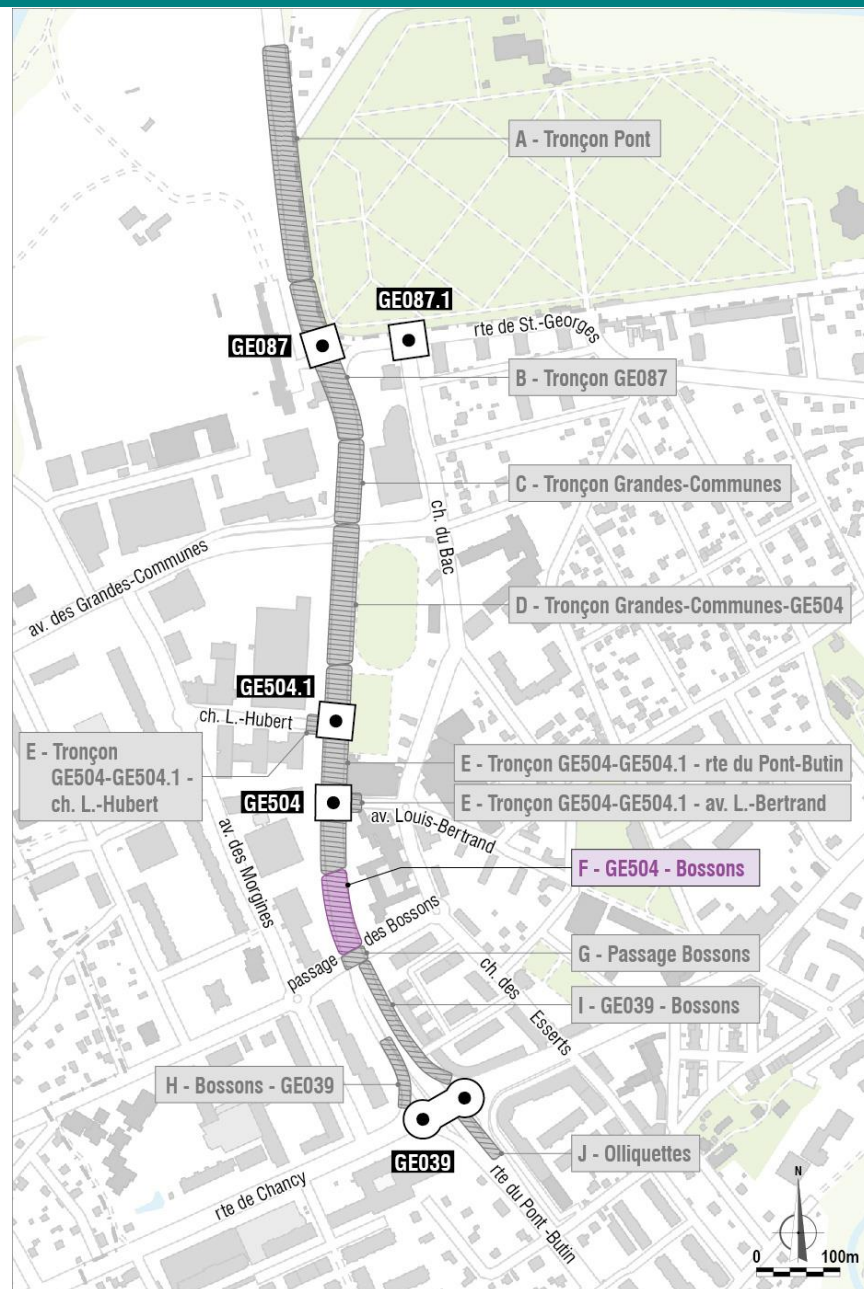 A - Tronçon Pont
GE087.1
GE087
rte de St.-Georges
B - Tronçon GE087
C - Tronçon Grandes-Communes
ch. du Bac
av. des Grandes-Communes
D - Tronçon Grandes-Communes-GE504
GE504.1
ch. L.-Hubert
E - Tronçon
GE504-GE504.1 -
ch. L.-Hubert
E - Tronçon GE504-GE504.1 - rte du Pont-Butin
GE504
E - Tronçon GE504-GE504.1 - av. L.-Bertrand
av. Louis-Bertrand
av. des Morgines
F - GE504 - Bossons
passage des Bossons
G - Passage Bossons
ch. des Esserts
I - GE039 - Bossons
H - Bossons - GE039
GE039
J - Olliquettes
rte de Chancy
rte du Pont-Butin
N
0 100m